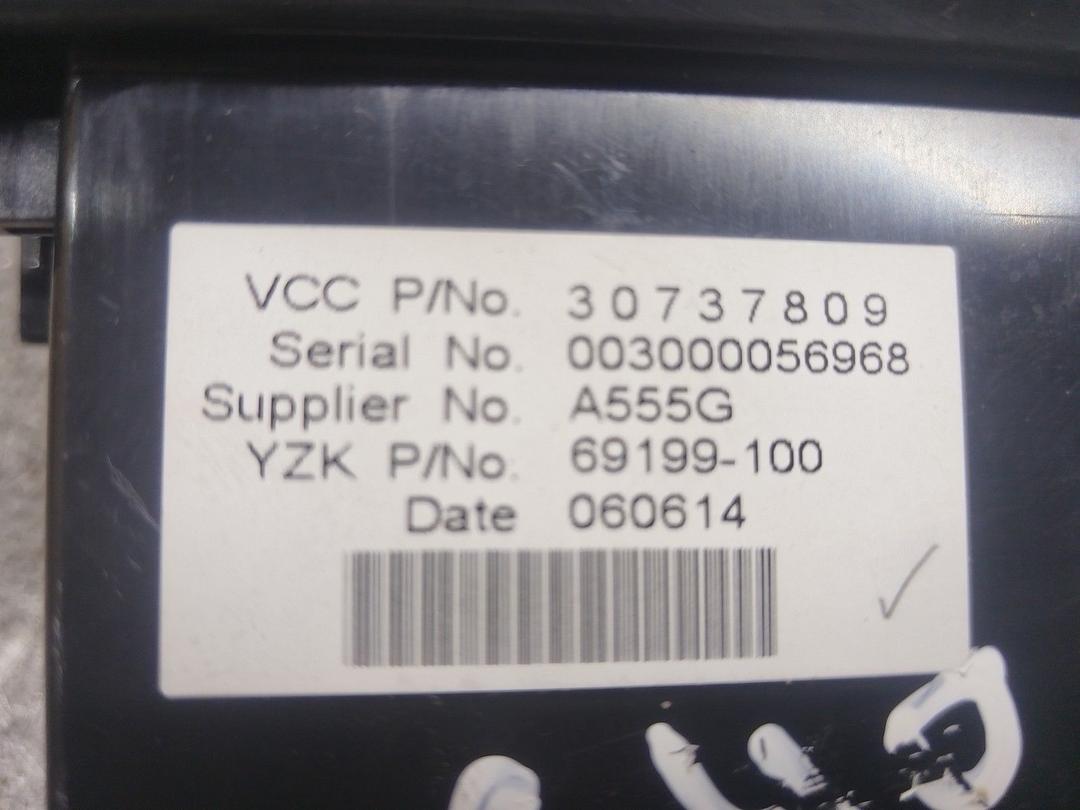 VCC P/No. 30737809
Serial No. 003000056968
Supplier No. A555G
YZK P/No. 69199-100
Date 060614